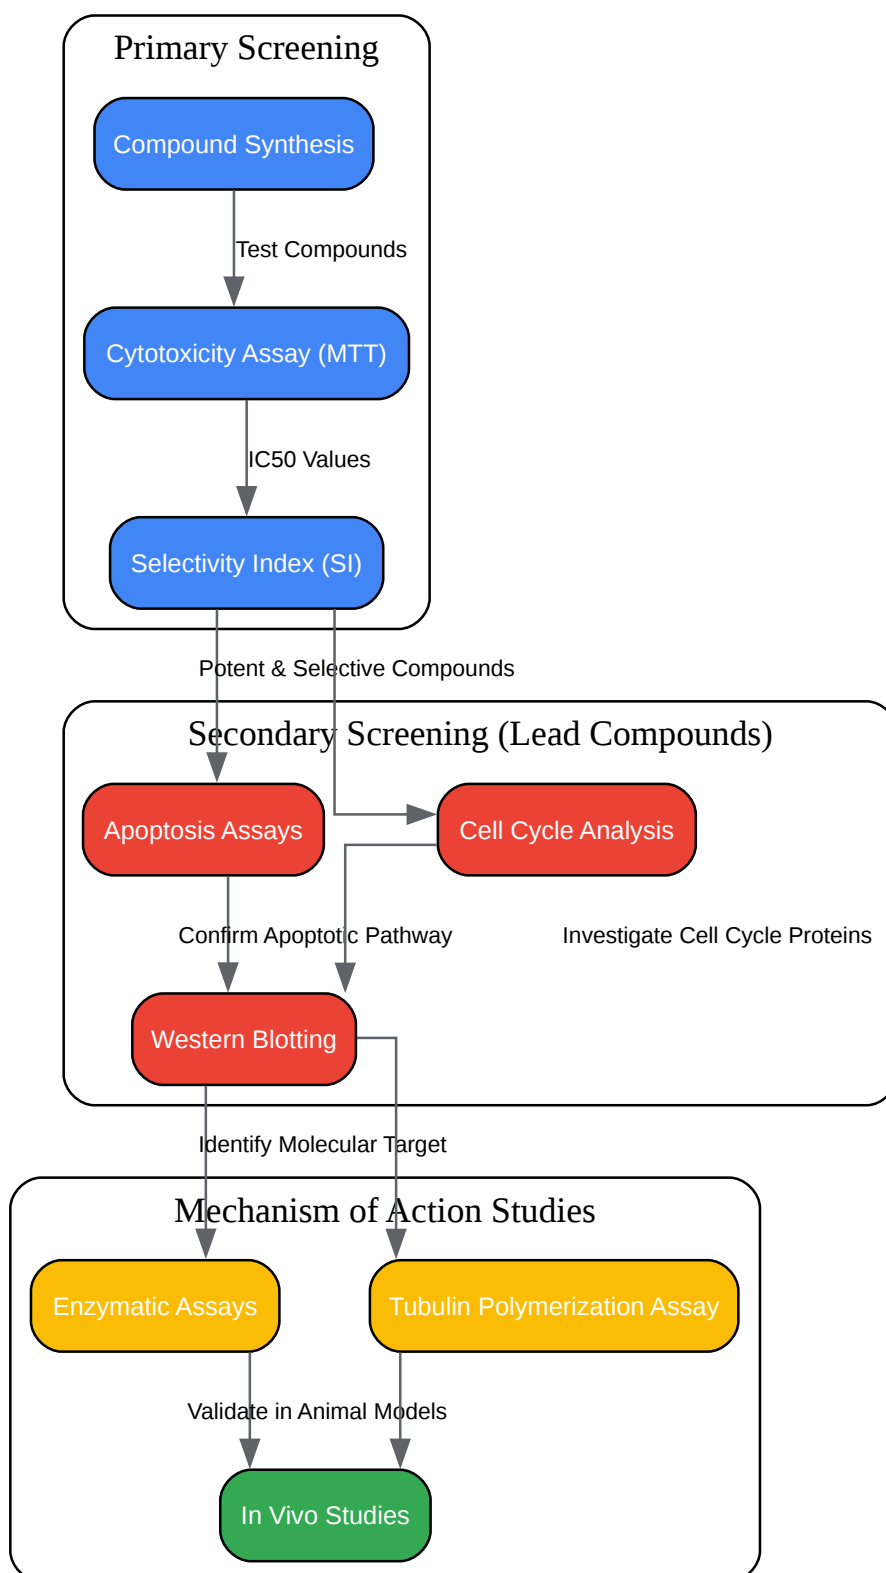 Primary Screening
Compound Synthesis
Test Compounds
Cytotoxicity Assay (MTT)
IC50 Values
Selectivity Index (SI)
Potent & Selective Compounds
Secondary Screening (Lead Compounds)
Apoptosis Assays
Cell Cycle Analysis
Confirm Apoptotic Pathway
Investigate Cell Cycle Proteins
Western Blotting
Identify Molecular Target
Mechanism of Action Studies
Enzymatic Assays
Tubulin Polymerization Assay
Validate in Animal Models
In Vivo Studies